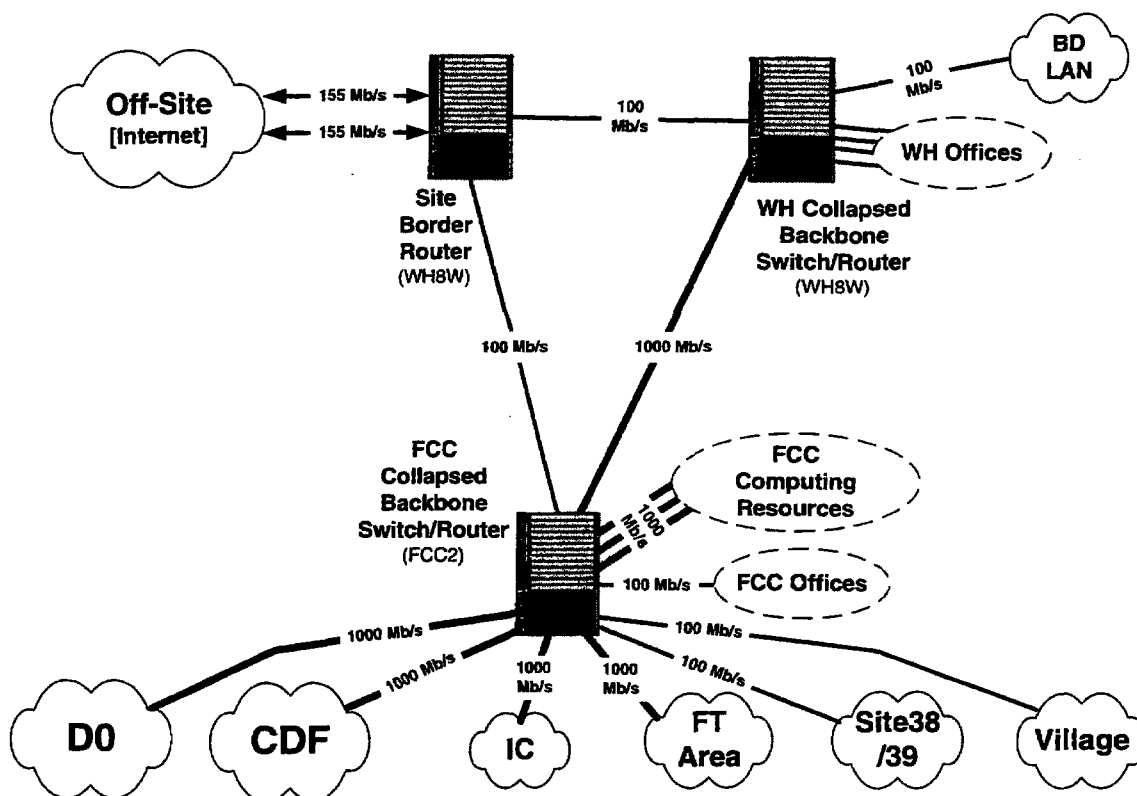 BD
LAN
100
Mb/s
Off-Site
[Internet]
155 Mb/s
155 Mb/s
100
Mb/s
WH Offices
Site
Border
Router
(WH8W)
WH Collapsed
Backbone
Switch/Router
(WH8W)
100 Mb/s
1000 Mb/s
FCC
Collapsed
Backbone
Switch/Router
(FCC2)
FCC
Computing
Resources
1000
Mb/s
100 Mb/s
FCC Offices
1000 Mb/s
1000 Mb/s
1000
Mb/s
1000
Mb/s
100 Mb/s
100 Mb/s
D0
CDF
IC
FT
Area
Site38
/39
Village